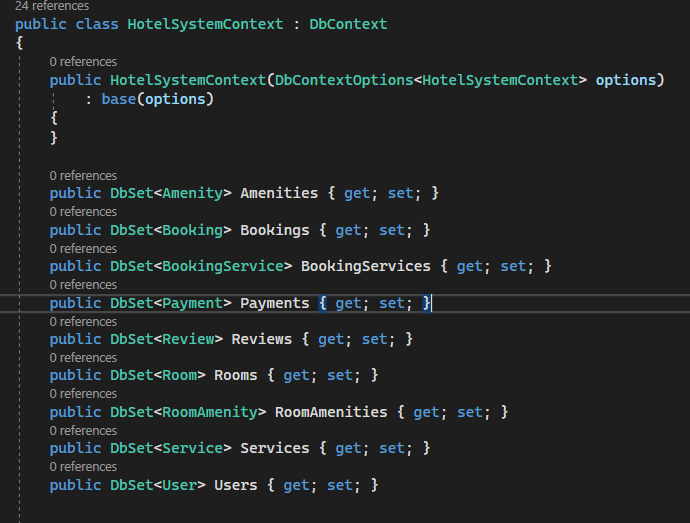 24 references
public class HotelSystemContext : DbContext
{
0 references
public HotelSystemContext(DbContextOptions<HotelSystemContext> options)
: base(options)
{
}
0 references
public DbSet<Amenity> Amenities { get; set; }
0 references
public DbSet<Booking> Bookings { get; set; }
0 references
public DbSet<BookingService> BookingServices { get; set; }
0 references
public DbSet<Payment> Payments { get; set; }
0 references
public DbSet<Review> Reviews { get; set; }
0 references
public DbSet<Room> Rooms { get; set; }
0 references
public DbSet<RoomAmenity> RoomAmenities { get; set; }
0 references
public DbSet<Service> Services { get; set; }
0 references
public DbSet<User> Users { get; set; }